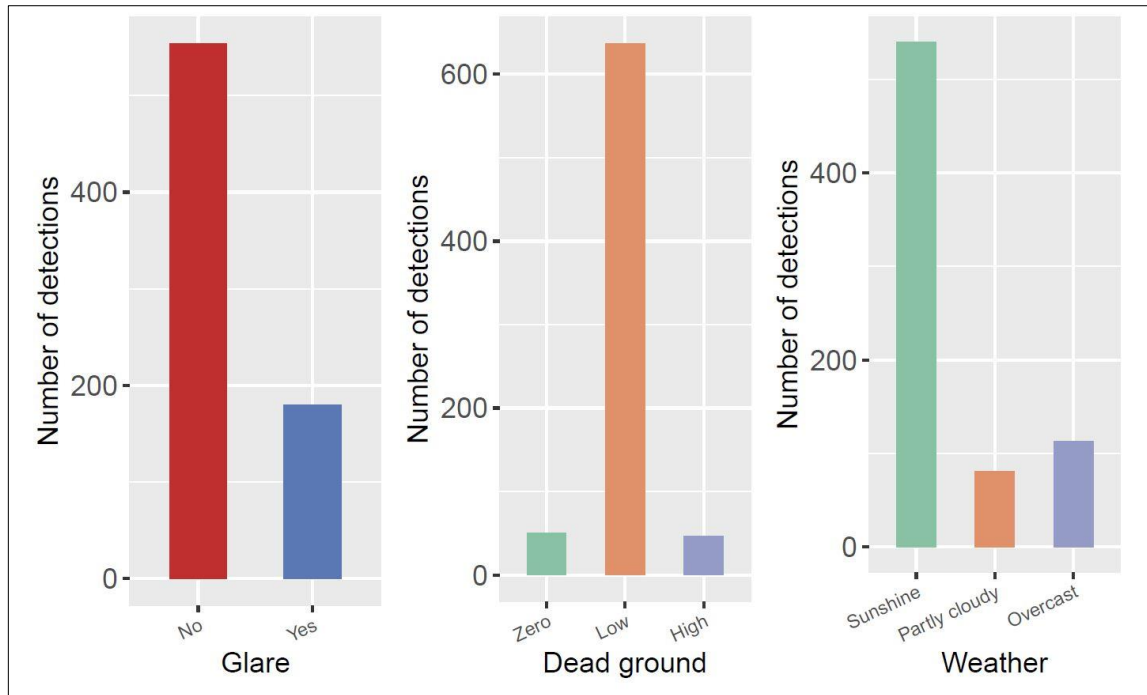 Number of detections
400
200
0
No
Yes
Glare
Number of detections
600
400
200
0
Zero
Low
High
Dead ground
Number of detections
400
200
0
Sunshine
Partly cloudy
Overcast
Weather